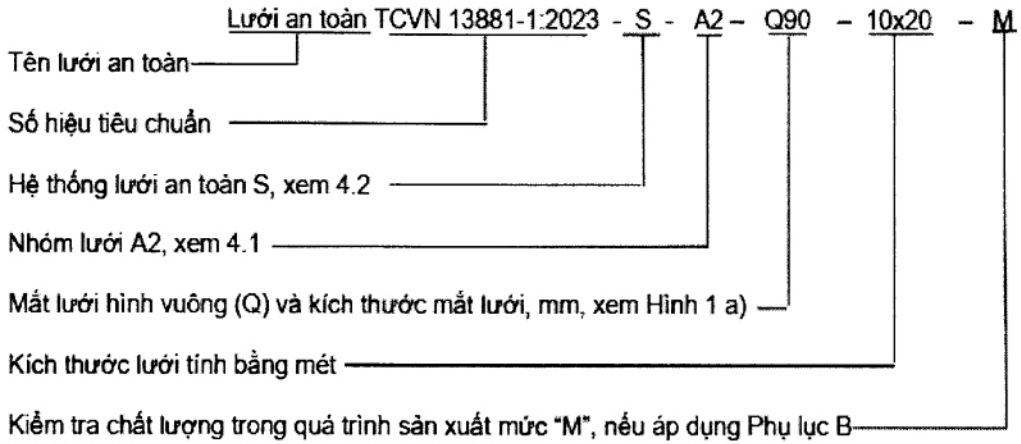 Lưới an toàn TCVN 13881-1:2023 - S - A2 – Q90 – 10x20 – M
Tên lưới an toàn
Số hiệu tiêu chuẩn
Hệ thống lưới an toàn S, xem 4.2
Nhóm lưới A2, xem 4.1
Mắt lưới hình vuông (Q) và kích thước mắt lưới, mm, xem Hình 1 a)
Kích thước lưới tính bằng mét
Kiểm tra chất lượng trong quá trình sản xuất mức "M", nếu áp dụng Phụ lục B